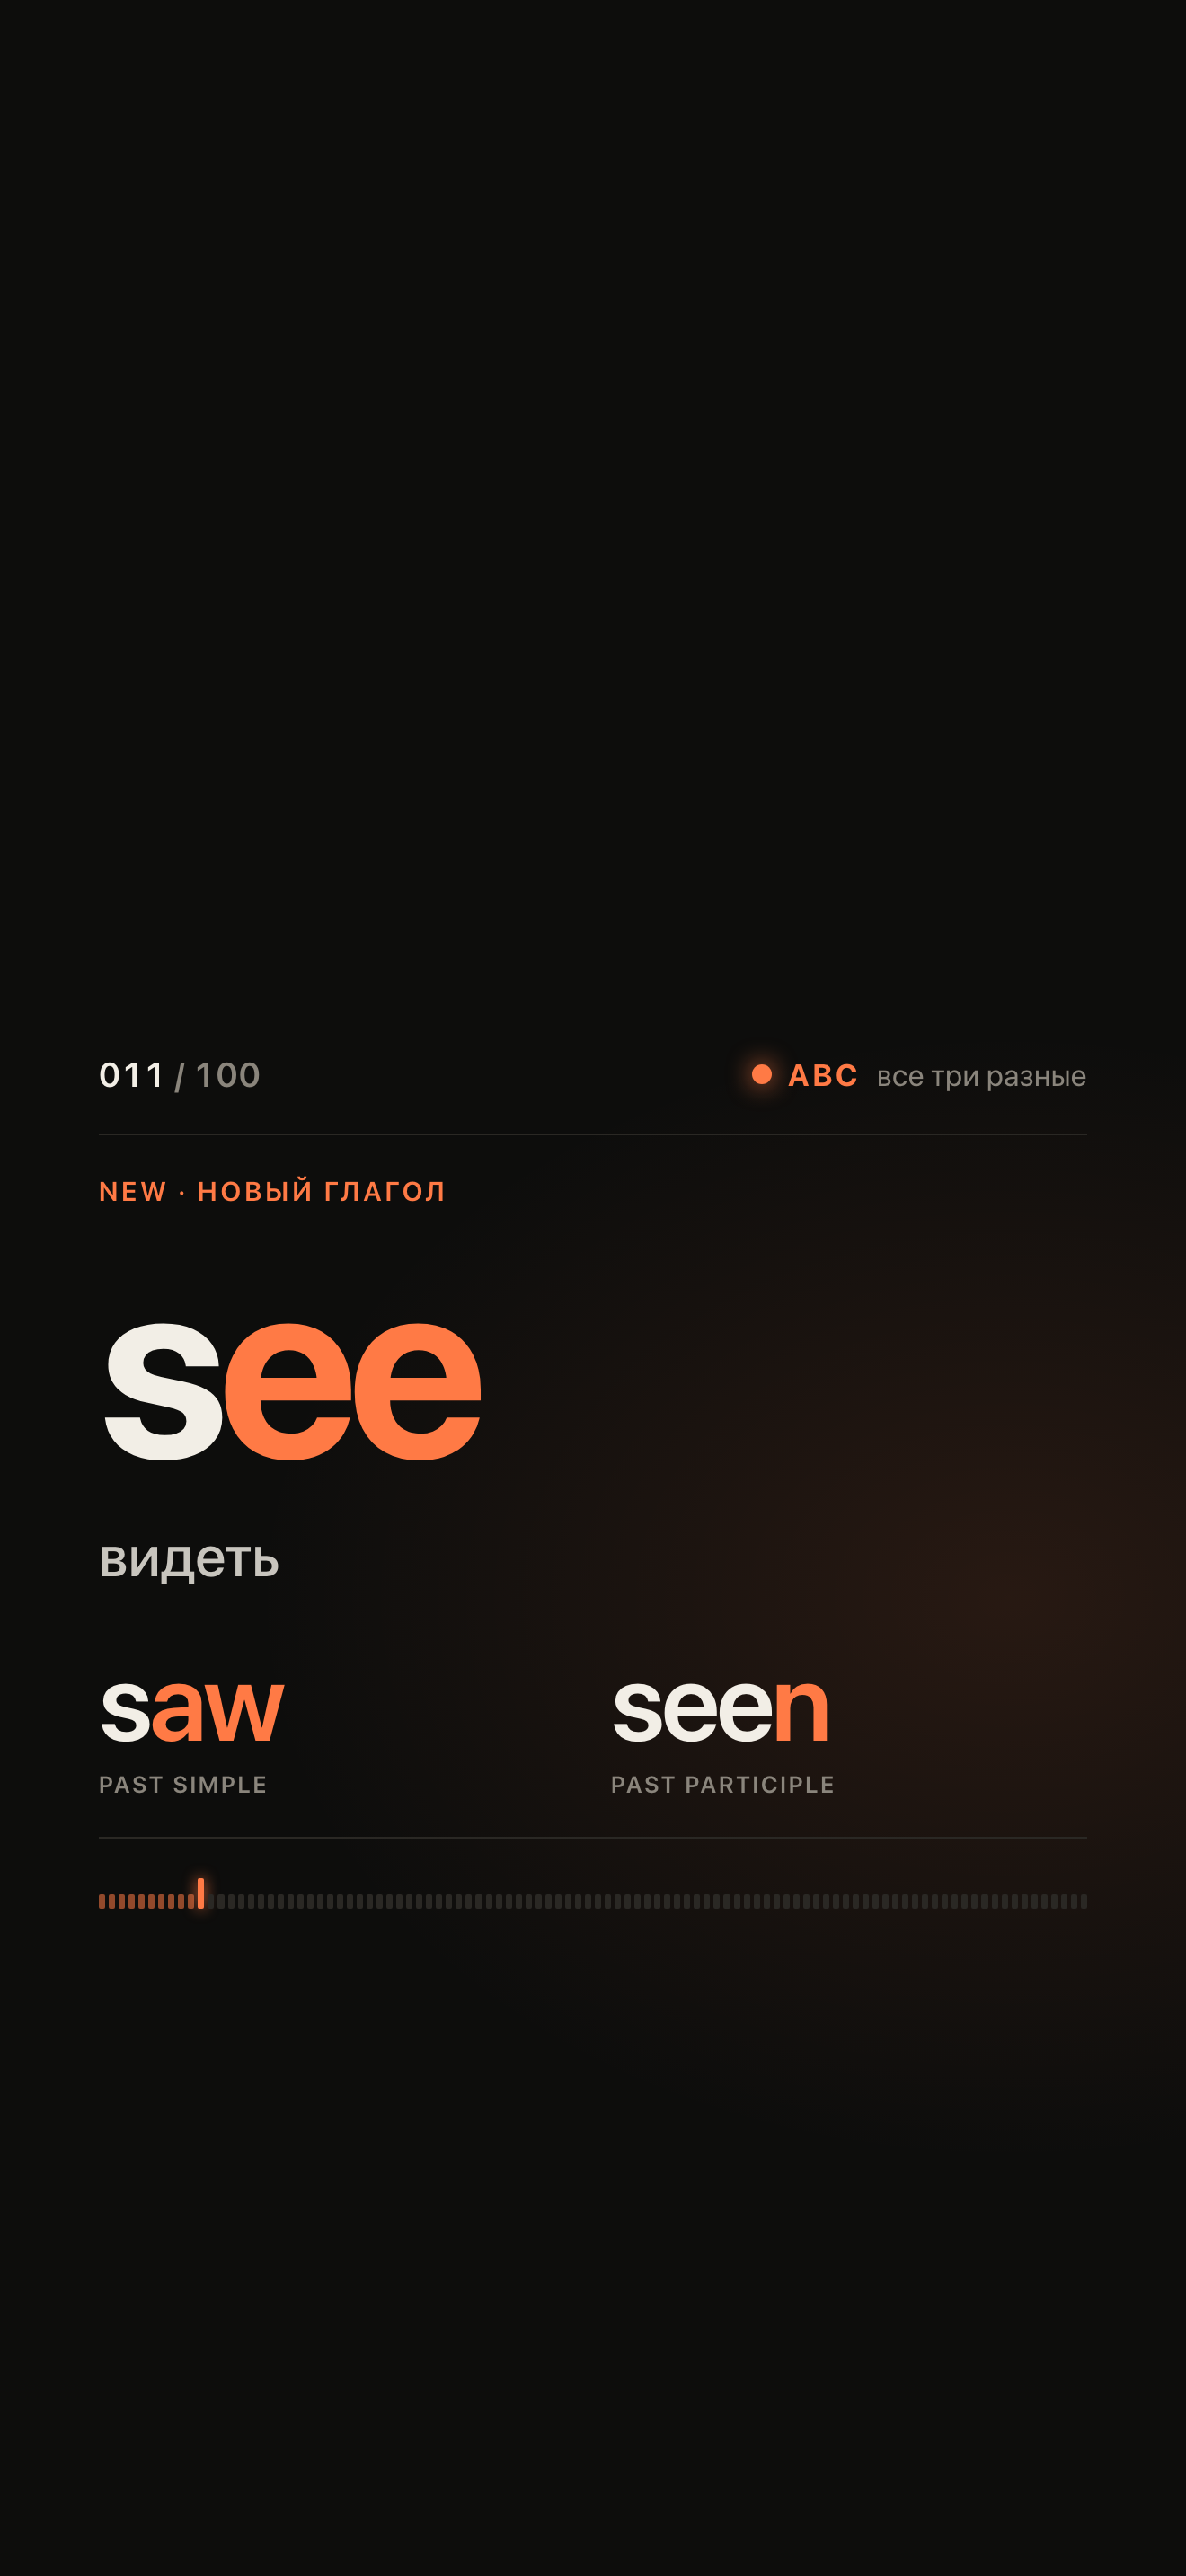 011 / 100
ABC все три разные
NEW · НОВЫЙ ГЛАГОЛ
see
видеть
saw
seen
PAST SIMPLE
PAST PARTICIPLE